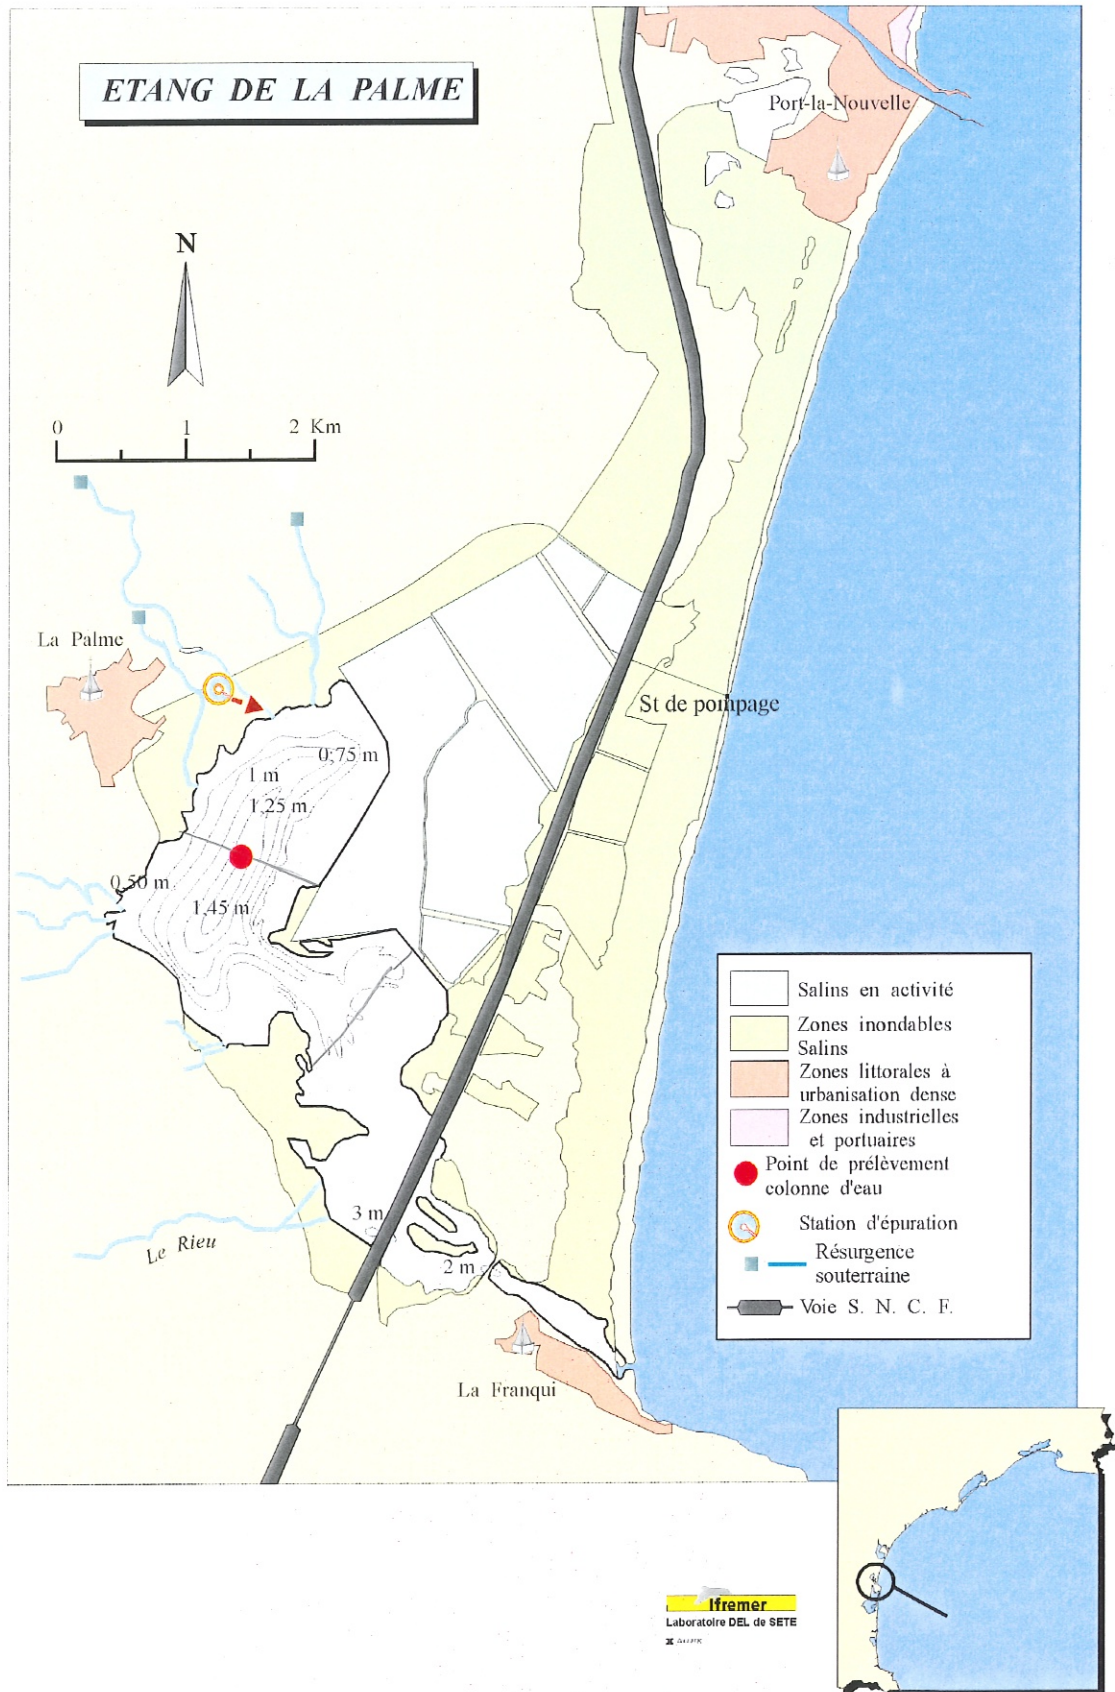 ETANG DE LA PALME
Port-la-Nouvelle
N
0 1 2 Km
La Palme
St de pompage
0,75 m
1 m
1,25 m
0,50 m
1,45 m
3 m
Le Rieu
2 m
La Franqui
Salins en activité
Zones inondables
Salins
Zones littorales à
urbanisation dense
Zones industrielles
et portuaires
Point de prélèvement
colonne d'eau
Station d'épuration
Résurgence
souterraine
Voie S. N. C. F.
Ifremer
Laboratoire DEL de SETE